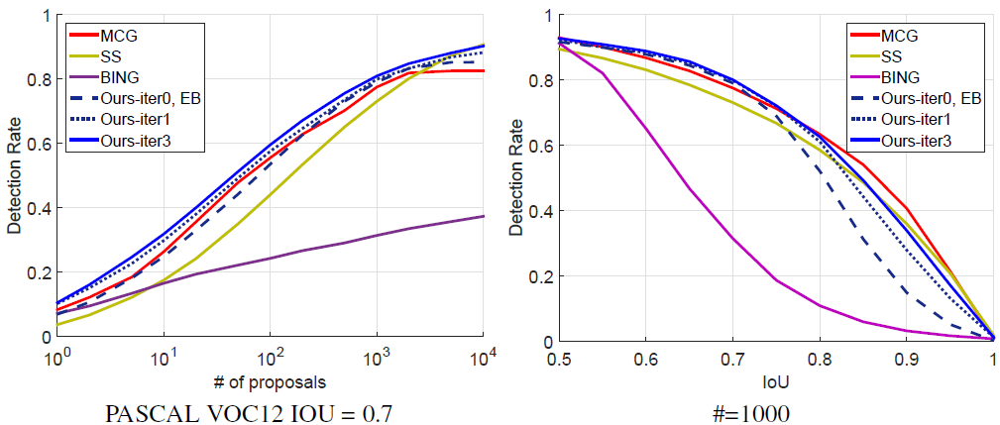 1
0.8
0.6
0.4
0.2
0
Detection Rate
MCG
SS
BING
Ours-iter0, EB
Ours-iter1
Ours-iter3
10^0
10^1
10^2
10^3
10^4
# of proposals
PASCAL VOC12 IOU = 0.7
1
0.8
0.6
0.4
0.2
0
Detection Rate
MCG
SS
BING
Ours-iter0, EB
Ours-iter1
Ours-iter3
0.5
0.6
0.7
0.8
0.9
1
IoU
#=1000